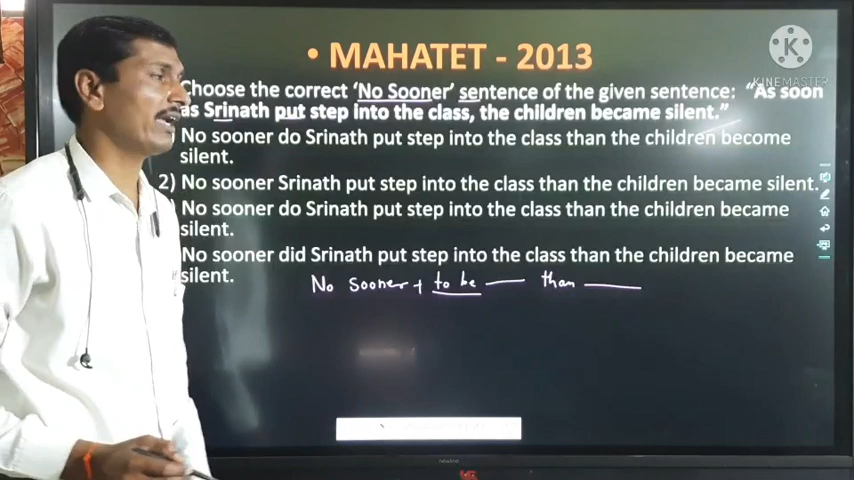 • MAHATET - 2013
Choose the correct ‘No Sooner’ sentence of the given sentence: “As soon
as Srinath put step into the class, the children became silent.”
No sooner do Srinath put step into the class than the children become
silent.
2) No sooner Srinath put step into the class than the children became silent.
No sooner do Srinath put step into the class than the children became
silent.
No sooner did Srinath put step into the class than the children became
silent.
No sooner + to be —— than ——
K
KINEMASTER
newline